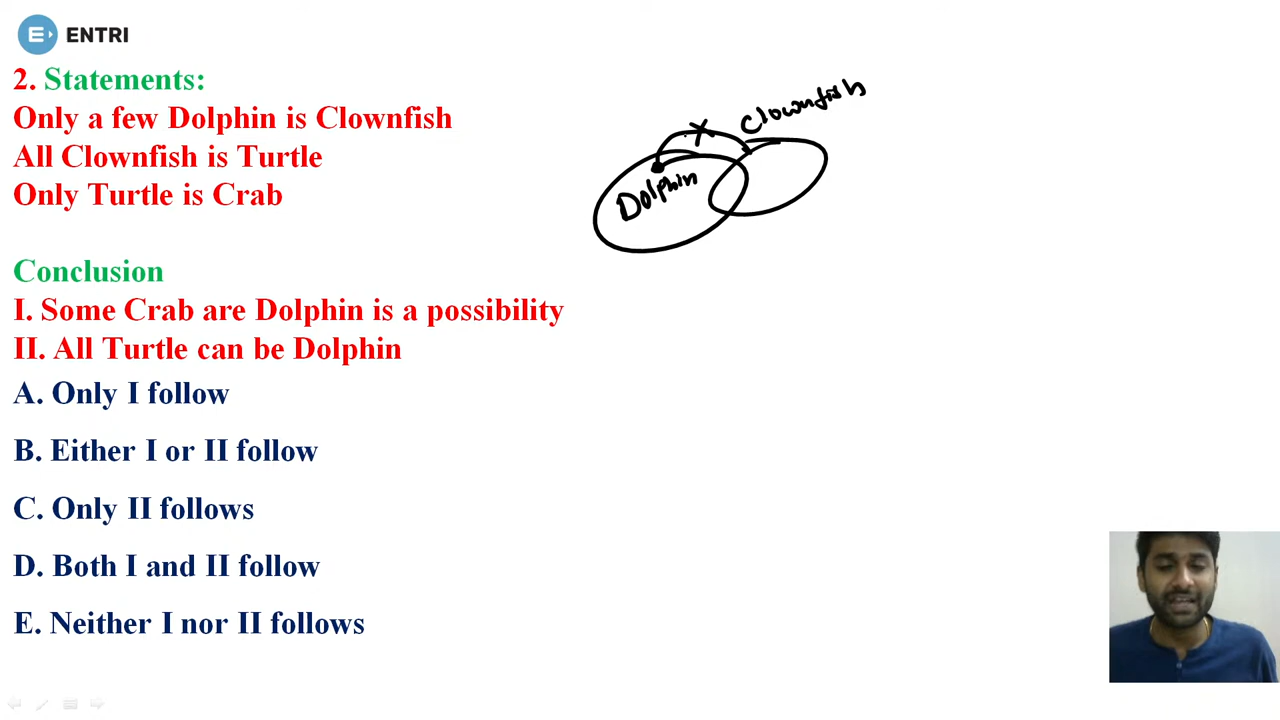 E ENTRI
2. Statements:
Only a few Dolphin is Clownfish
All Clownfish is Turtle
Only Turtle is Crab
Conclusion
I. Some Crab are Dolphin is a possibility
II. All Turtle can be Dolphin
A. Only I follow
B. Either I or II follow
C. Only II follows
D. Both I and II follow
E. Neither I nor II follows
Clownfish
Dolphin